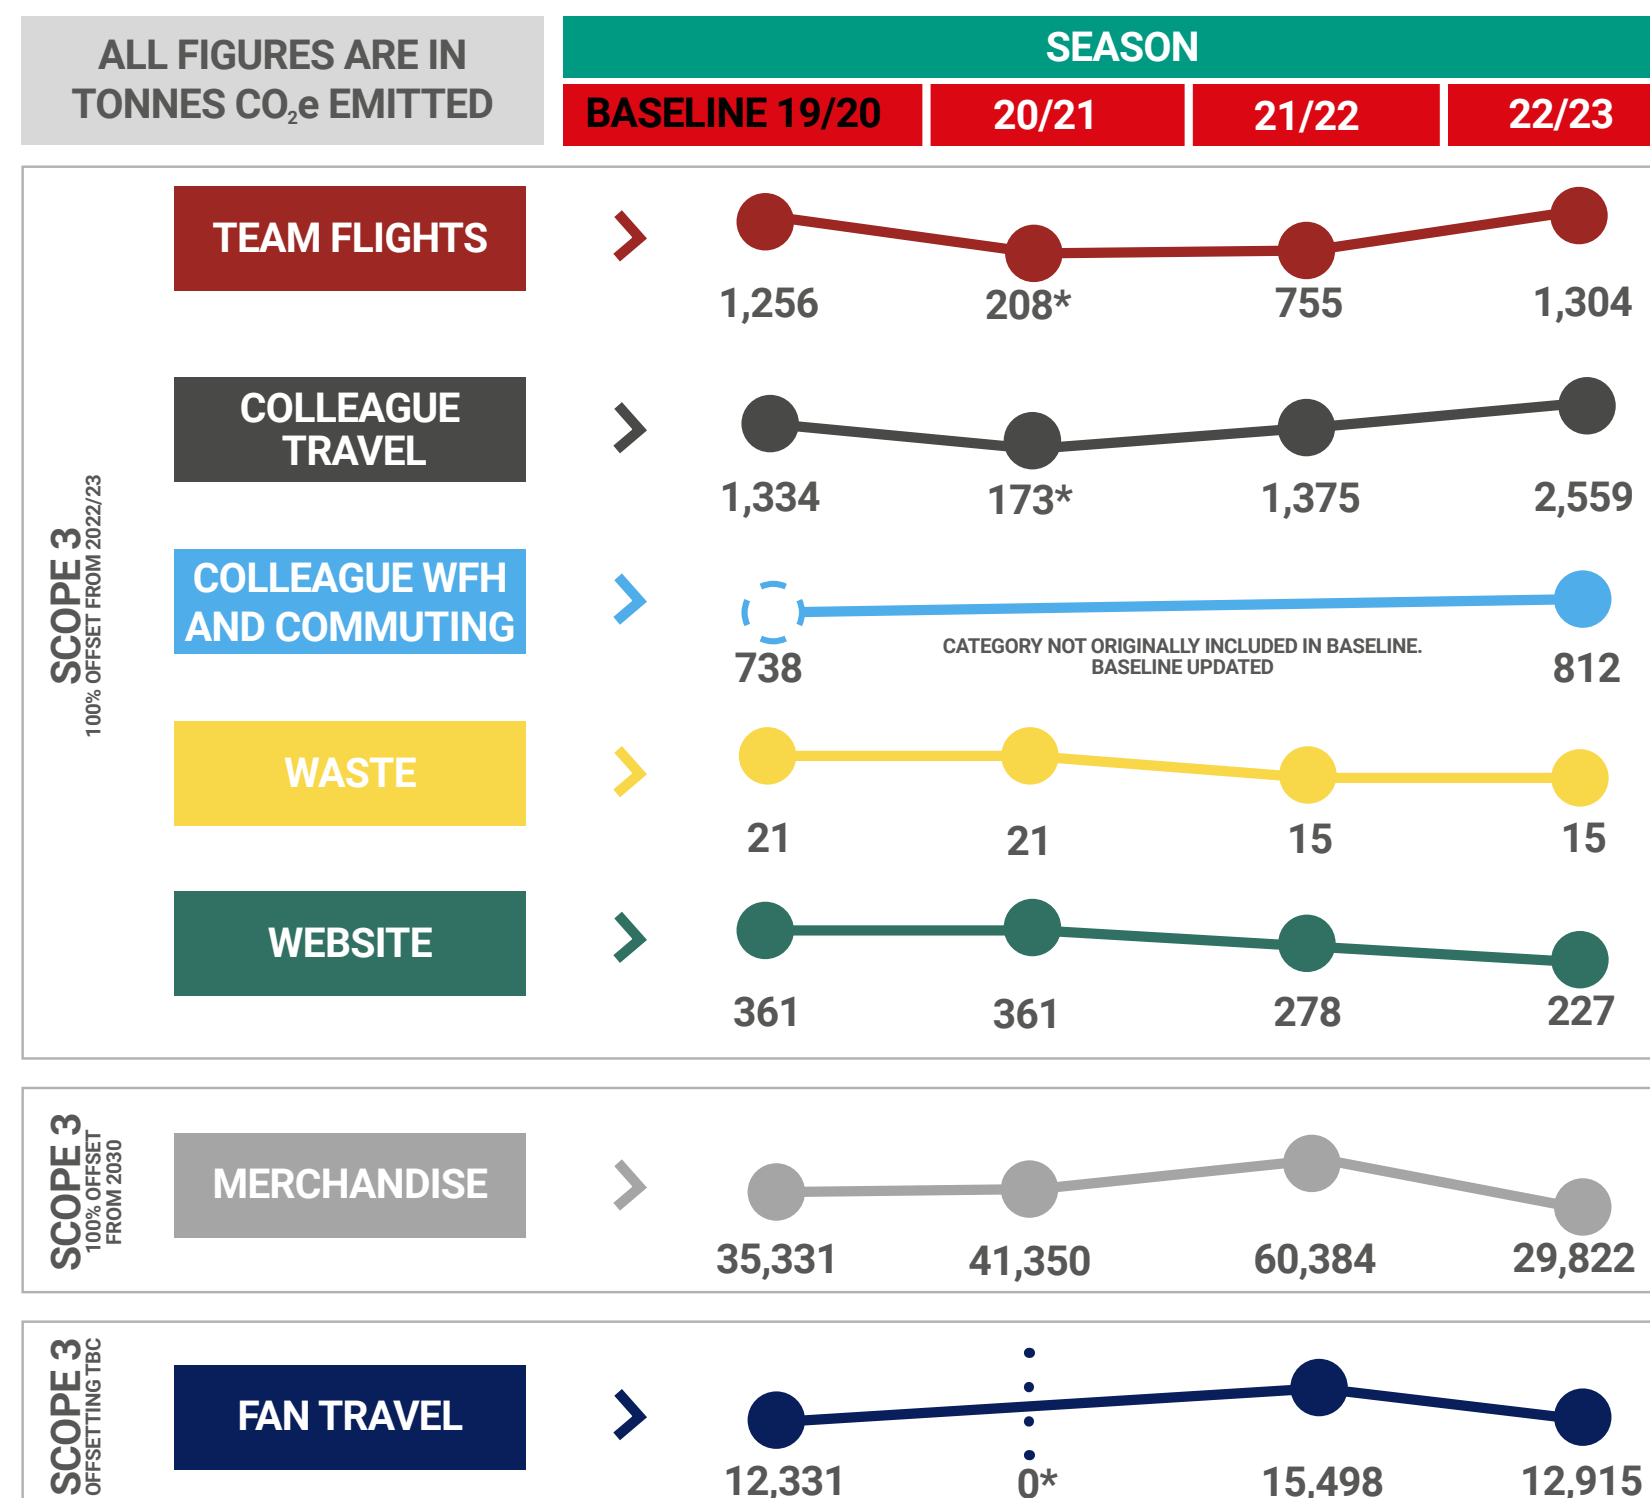 ALL FIGURES ARE IN
TONNES CO₂e EMITTED
SEASON
BASELINE 19/20
20/21
21/22
22/23
SCOPE 3
100% OFFSET FROM 2022/23
TEAM FLIGHTS
1,256
208*
755
1,304
COLLEAGUE
TRAVEL
1,334
173*
1,375
2,559
COLLEAGUE WFH
AND COMMUTING
738
CATEGORY NOT ORIGINALLY INCLUDED IN BASELINE.
BASELINE UPDATED
812
WASTE
21
21
15
15
WEBSITE
361
361
278
227
SCOPE 3
100% OFFSET
FROM 2030
MERCHANDISE
35,331
41,350
60,384
29,822
SCOPE 3
OFFSETTING TBC
FAN TRAVEL
12,331
0*
15,498
12,915